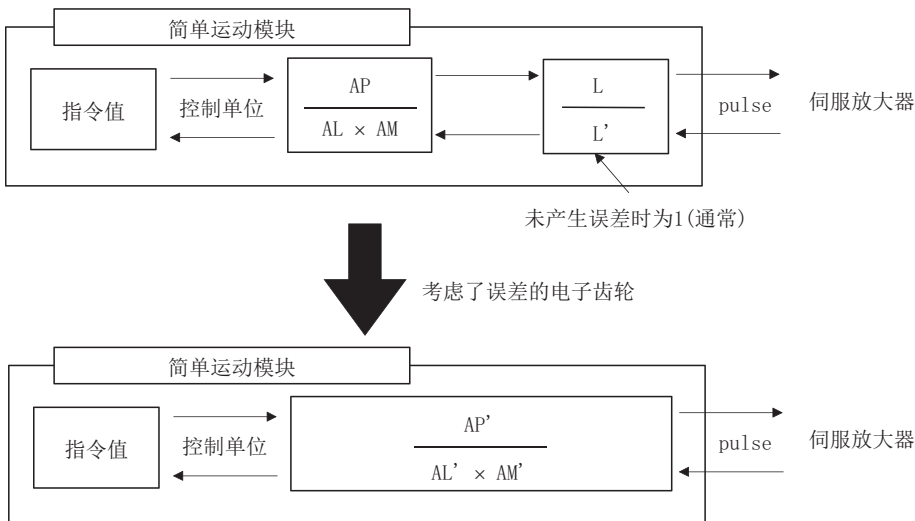 简单运动模块
指令值
控制单位
AP
AL × AM
L
L'
pulse
伺服放大器
未产生误差时为1(通常)
考虑了误差的电子齿轮
简单运动模块
指令值
控制单位
AP'
AL' × AM'
pulse
伺服放大器